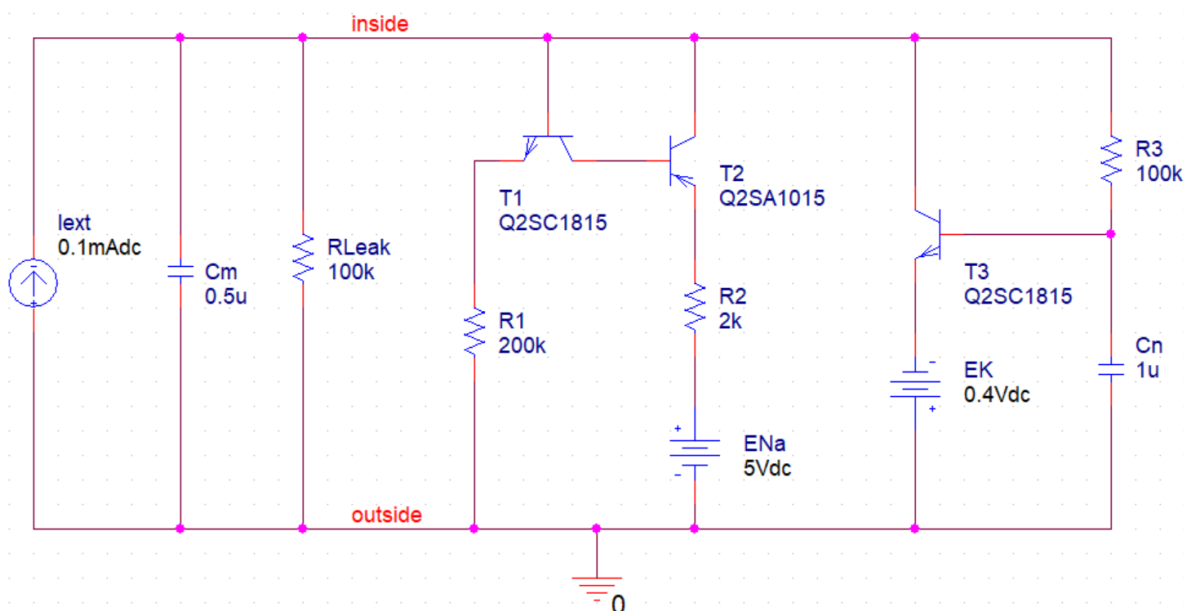 inside
Iext
0.1mAdc
-
+
Cm
0.5u
RLeak
100k
T1
Q2SC1815
R1
200k
T2
Q2SA1015
R2
2k
+
ENa
5Vdc
-
T3
Q2SC1815
-
EK
0.4Vdc
+
R3
100k
Cn
1u
outside
0